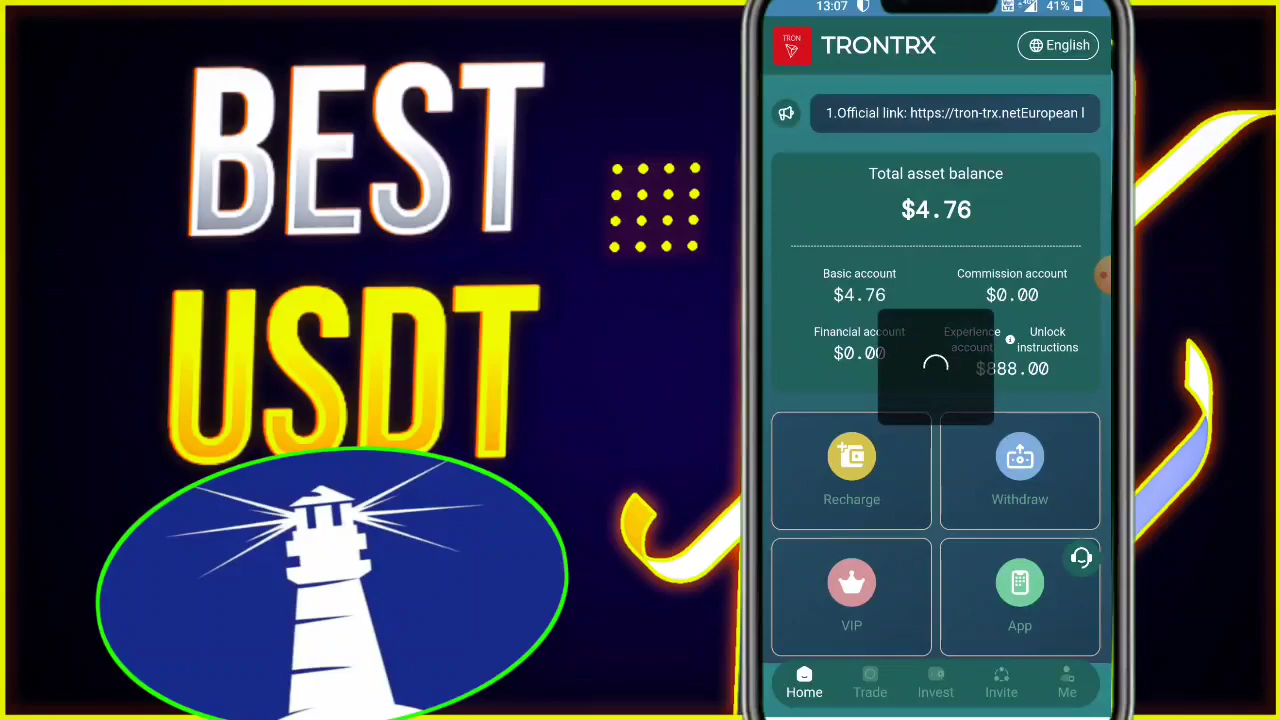 BEST
USDT
13:07
41%
TRON
TRONTRX
English
1.Official link: https://tron-trx.netEuropean l
Total asset balance
$4.76
Basic account
$4.76
Commission account
$0.00
Financial account
$0.00
Experience account
Unlock instructions
$888.00
Recharge
Withdraw
VIP
App
Home
Trade
Invest
Invite
Me